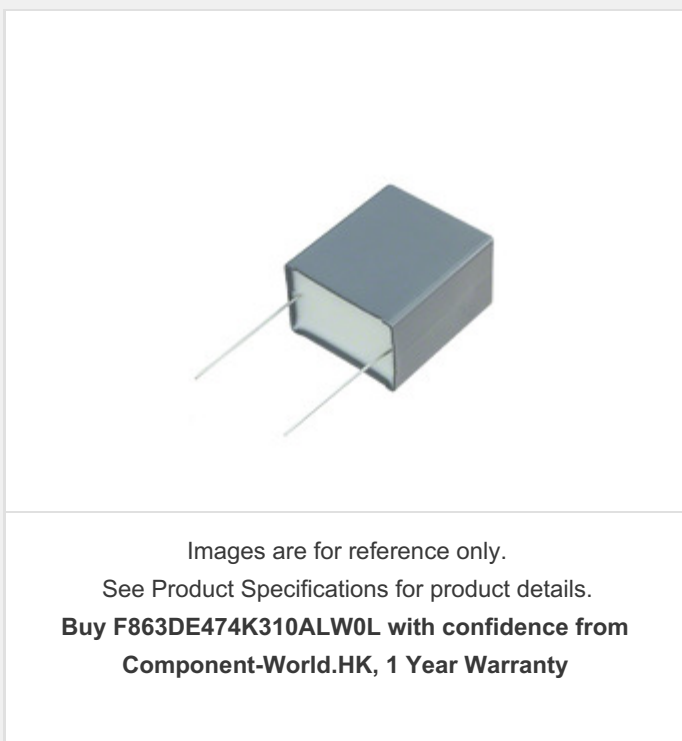 Images are for reference only.
See Product Specifications for product details.
Buy F863DE474K310ALW0L with confidence from
Component-World.HK, 1 Year Warranty